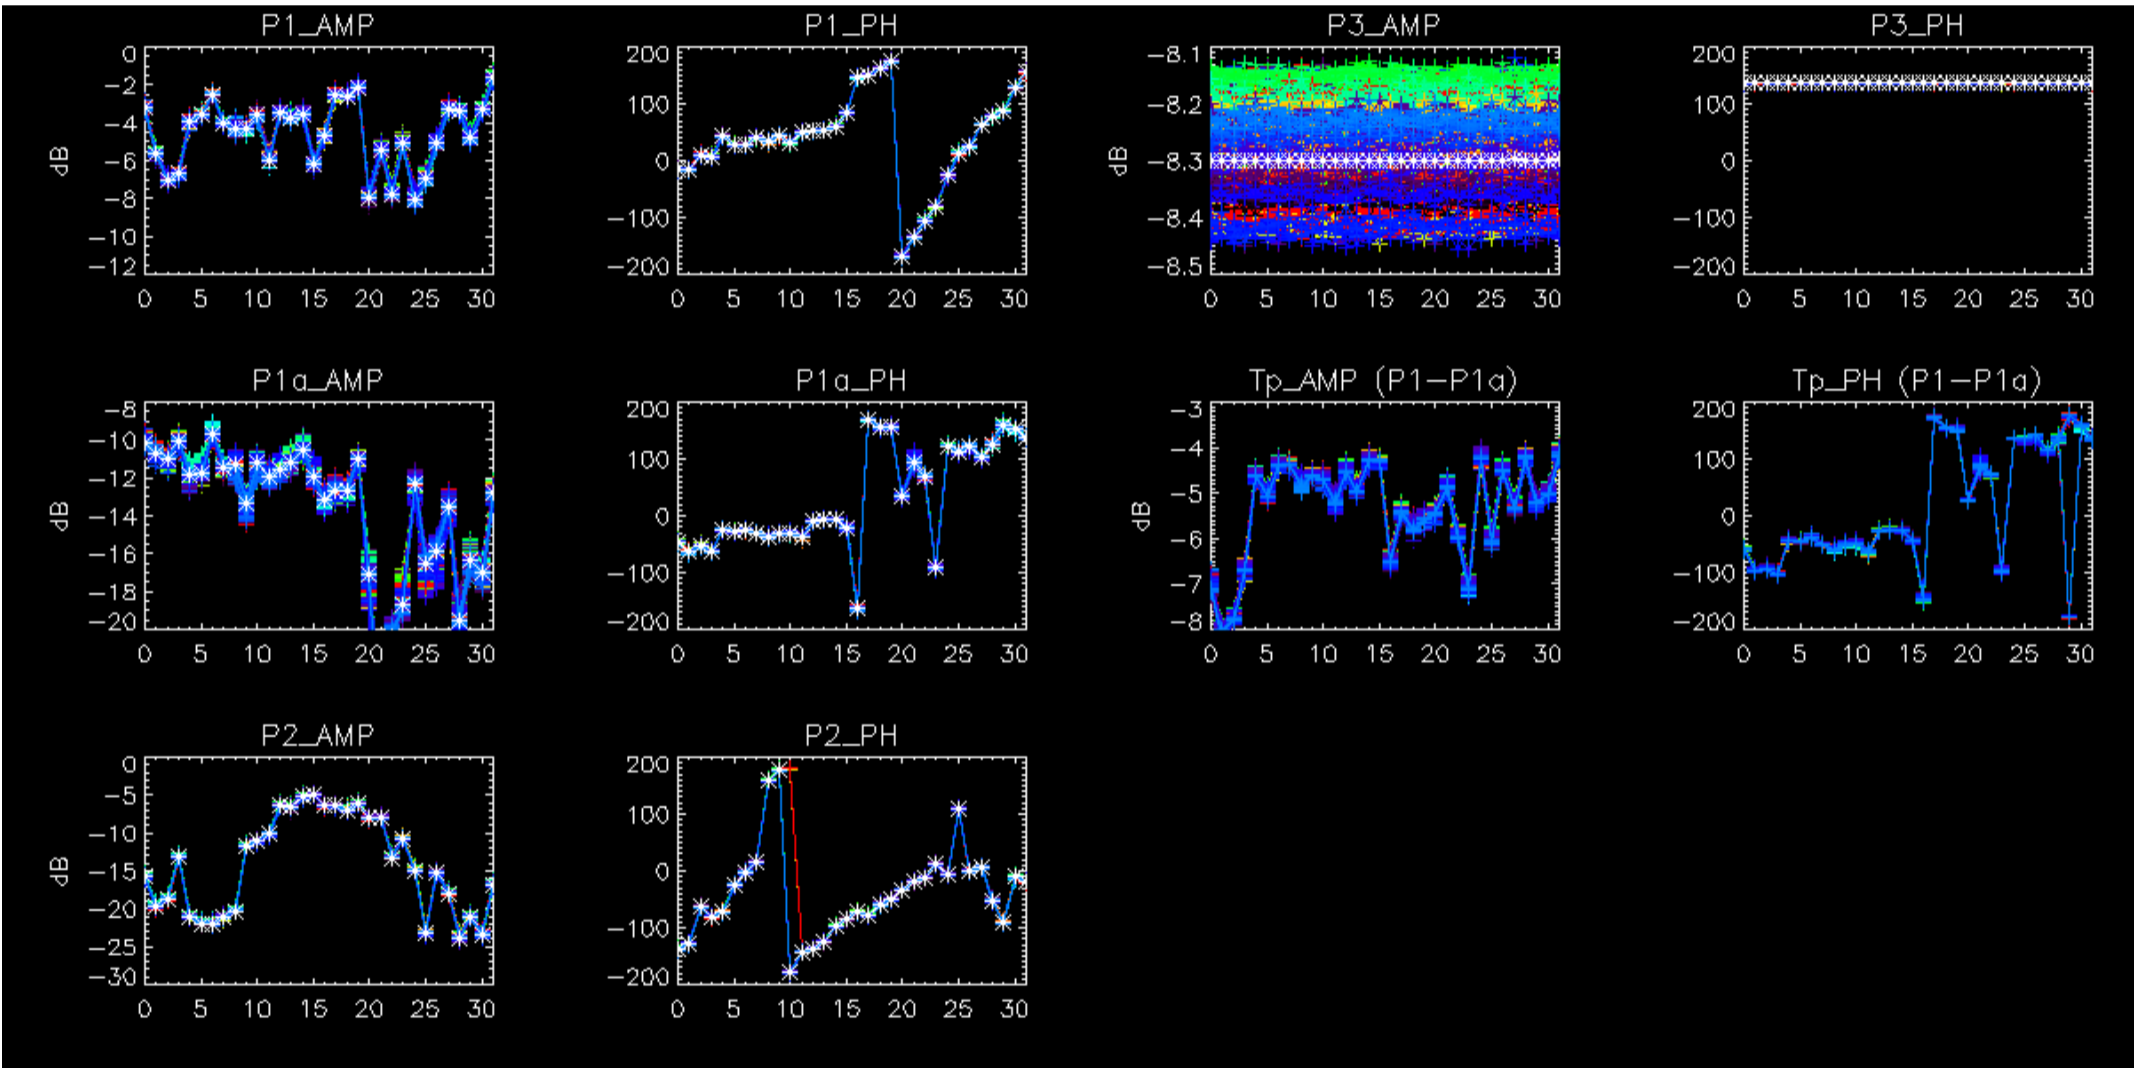 P1_AMP
0
-2
-4
-6
-8
-10
-12
dB
0 5 10 15 20 25 30
P1_PH
200
100
0
-100
-200
0 5 10 15 20 25 30
P3_AMP
-8.1
-8.2
-8.3
-8.4
-8.5
dB
0 5 10 15 20 25 30
P3_PH
200
100
0
-100
-200
0 5 10 15 20 25 30
P1a_AMP
-8
-10
-12
-14
-16
-18
-20
dB
0 5 10 15 20 25 30
P1a_PH
200
100
0
-100
-200
0 5 10 15 20 25 30
Tp_AMP (P1-P1a)
-3
-4
-5
-6
-7
-8
dB
0 5 10 15 20 25 30
Tp_PH (P1-P1a)
200
100
0
-100
-200
0 5 10 15 20 25 30
P2_AMP
0
-5
-10
-15
-20
-25
-30
dB
0 5 10 15 20 25 30
P2_PH
200
100
0
-100
-200
0 5 10 15 20 25 30